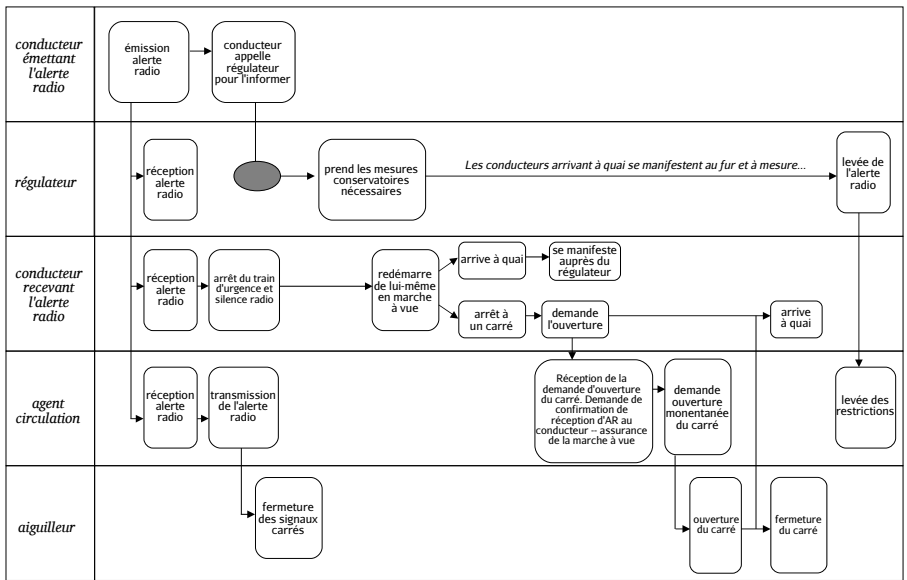 conducteur
émettant
l'alerte
radio
émission
alerte
radio
conducteur
appelle
régulateur
pour l'informer
régulateur
réception
alerte
radio
prend les mesures
conservatoires
nécessaires
Les conducteurs arrivant à quai se manifestent au fur et à mesure...
levée de
l'alerte
radio
conducteur
recevant
l'alerte
radio
réception
alerte
radio
arrêt du train
d'urgence et
silence radio
redémarre
de lui-même
en marche
à vue
arrive à quai
se manifeste
auprès du
régulateur
arrêt à
un carré
demande
l'ouverture
arrive
à quai
agent
circulation
réception
alerte
radio
transmission
de l'alerte
radio
Réception de la
demande d'ouverture
du carré. Demande de
confirmation de
réception d'AR au
conducteur -- assurance
de la marche à vue
demande
ouverture
monentanée
du carré
levée des
restrictions
aiguilleur
fermeture
des signaux
carrés
ouverture
du carré
fermeture
du carré